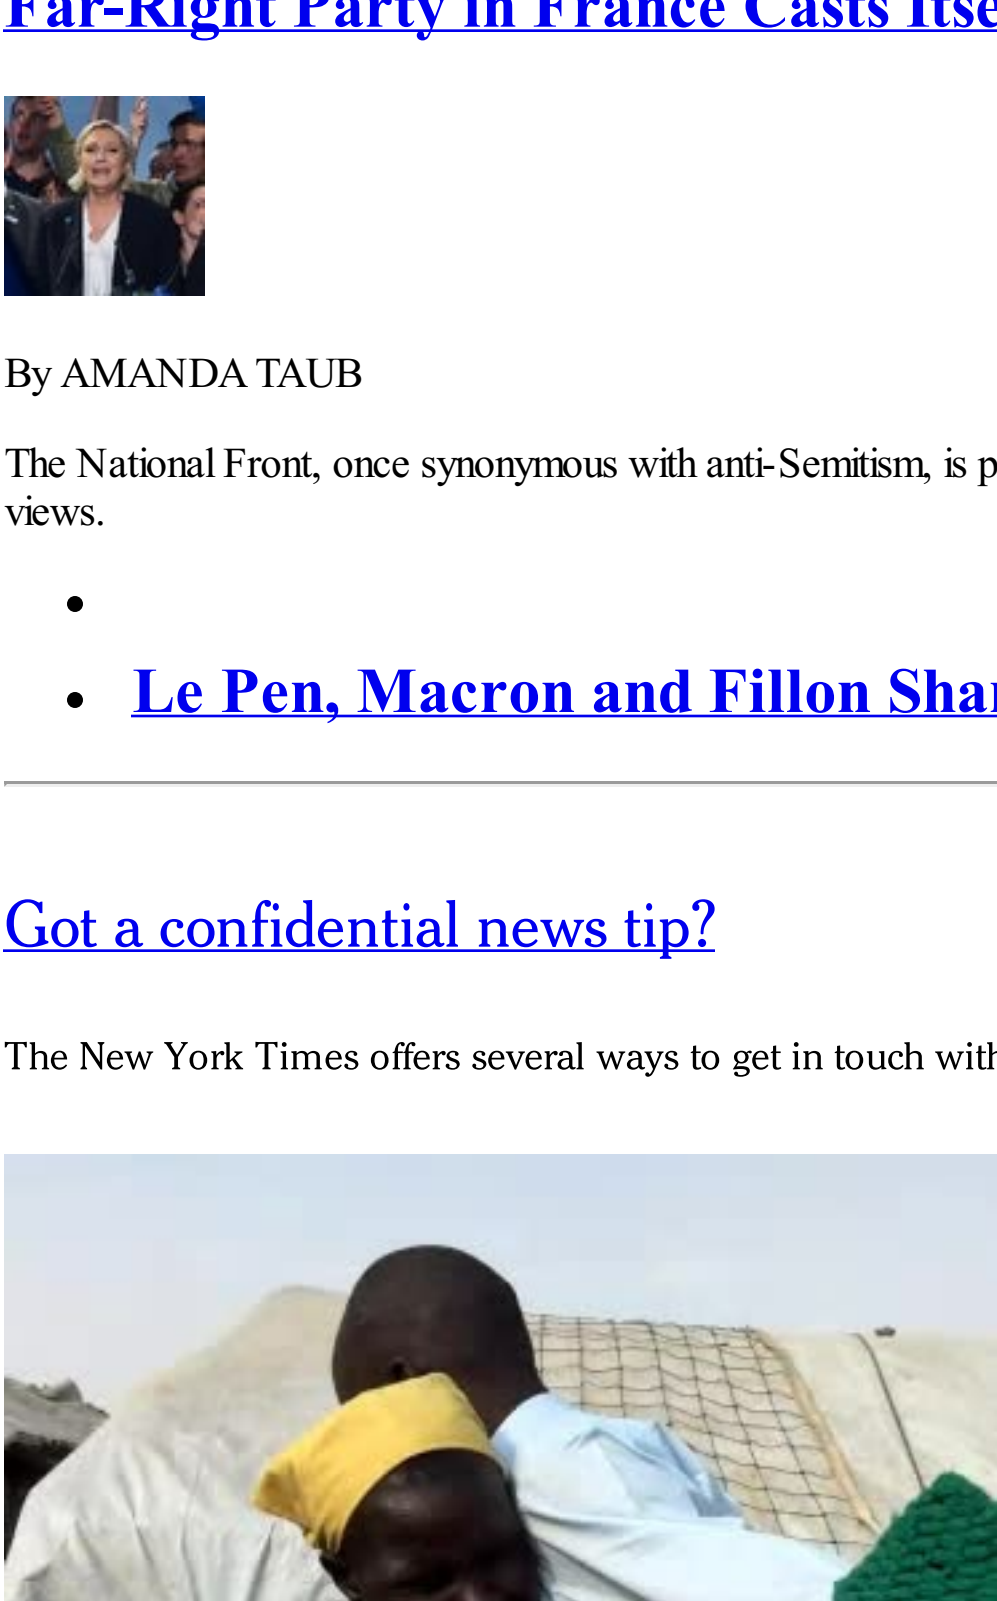 Far-Right Party in France Casts Itse
By AMANDA TAUB
The National Front, once synonymous with anti-Semitism, is p
views.
Le Pen, Macron and Fillon Shar
Got a confidential news tip?
The New York Times offers several ways to get in touch with